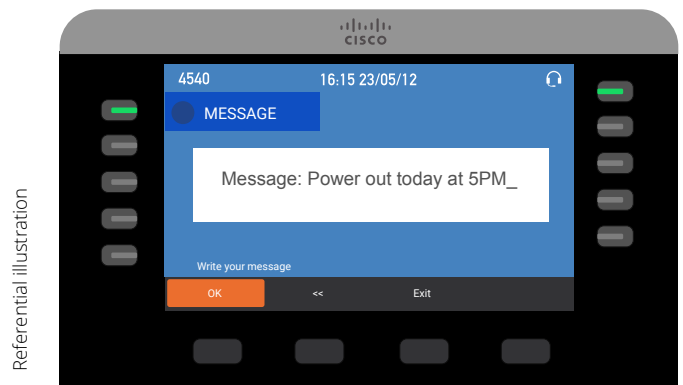 CISCO
4540 16:15 23/05/12
MESSAGE
Message: Power out today at 5PM_
Write your message
OK << Exit
Referential illustration